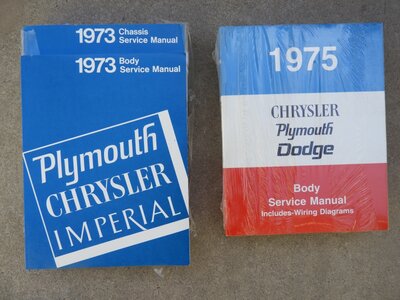 1973 Chassis
Service Manual
1973 Body
Service Manual
Plymouth
CHRYSLER
IMPERIAL
1975
CHRYSLER
Plymouth
Dodge
Body
Service Manual
Includes-Wiring Diagrams